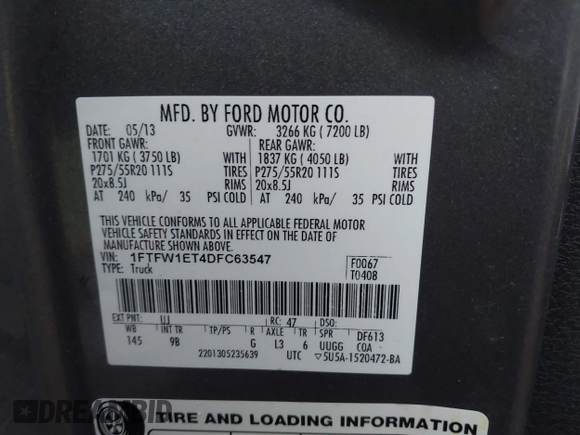 MFD. BY FORD MOTOR CO.
DATE: 05/13 GVWR: 3266 KG ( 7200 LB)
FRONT GAWR: REAR GAWR:
1701 KG ( 3750 LB) WITH 1837 KG ( 4050 LB) WITH
P275/55R20 111S TIRES P275/55R20 111S TIRES
20x8.5J RIMS 20x8.5J RIMS
AT 240 kPa/ 35 PSI COLD AT 240 kPa/ 35 PSI COLD
THIS VEHICLE CONFORMS TO ALL APPLICABLE FEDERAL MOTOR
VEHICLE SAFETY STANDARDS IN EFFECT ON THE DATE OF
MANUFACTURE SHOWN ABOVE.
VIN: 1FTFW1ET4DFC63547 F0067
TYPE: Truck T0408
EXT PNT: UJ RC: 47 DSO:
WB INT TR TP/PS R AXLE TR SPR DF613
145 9B G L3 6 UUGG CQA
2201305235639 UTC 5U5A-1520472-BA
TIRE AND LOADING INFORMATION
DREAMBID